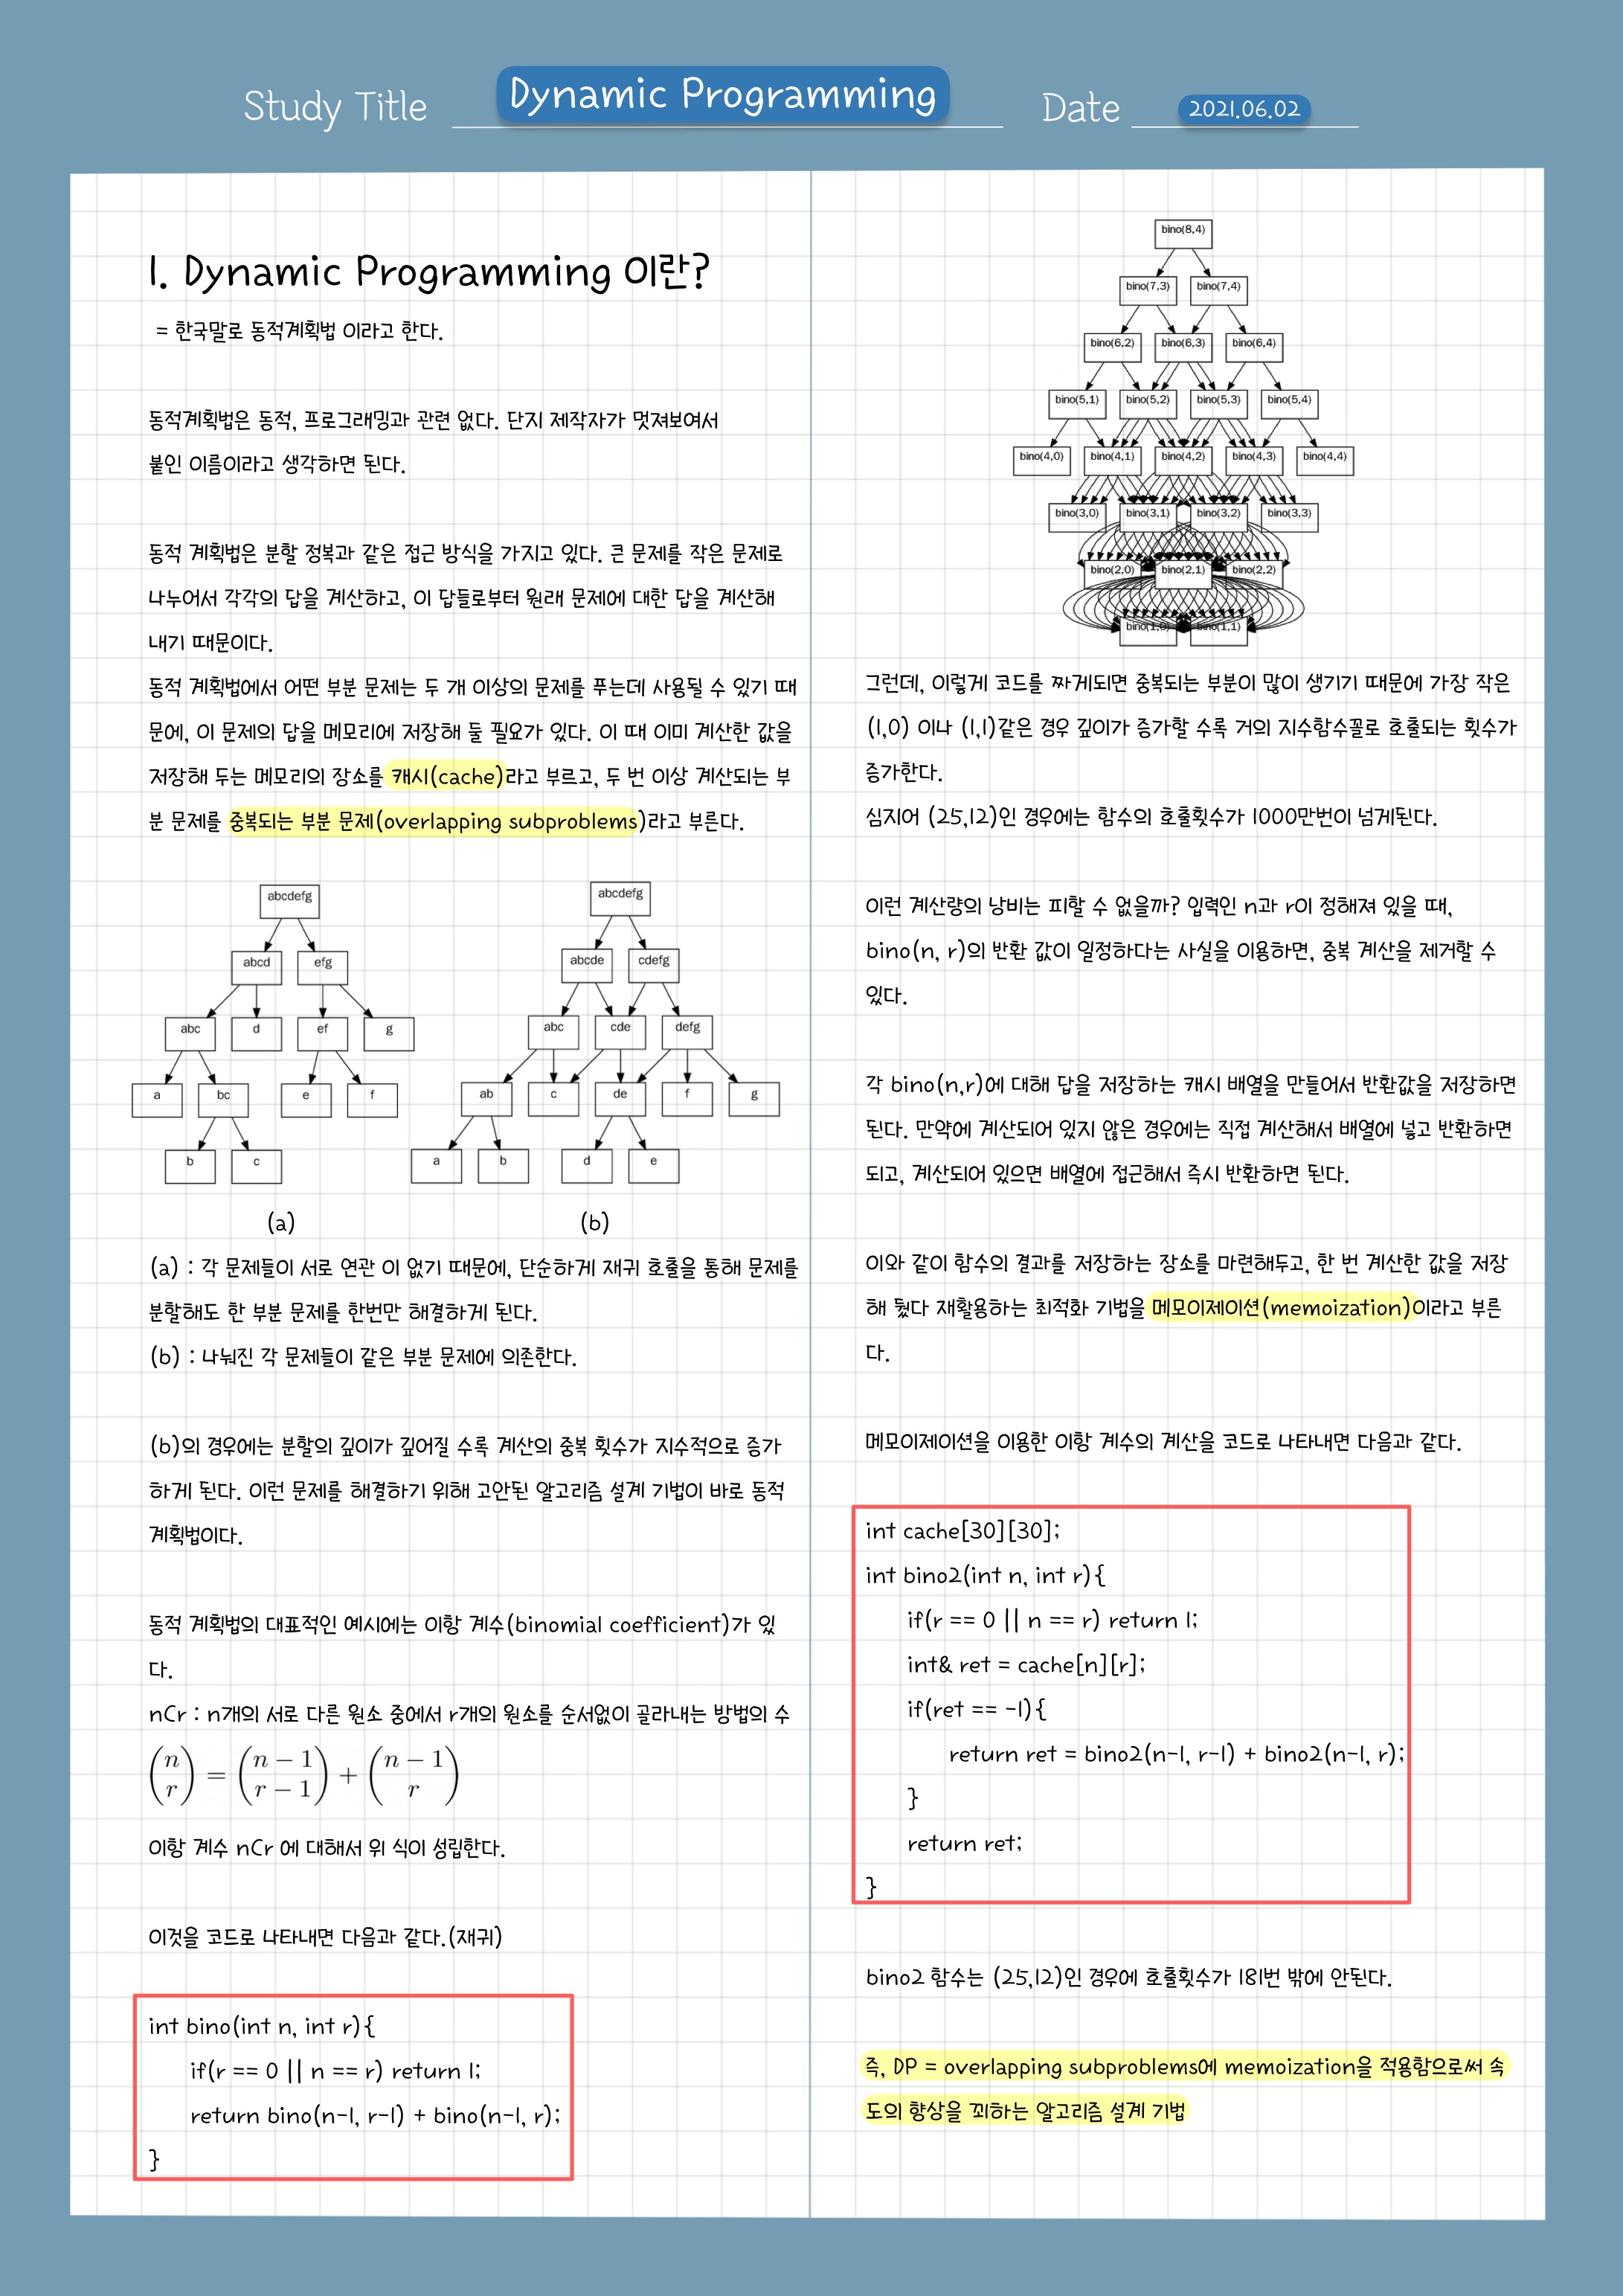 Study Title Dynamic Programming Date 2021.06.02
1. Dynamic Programming 이란?
= 한국말로 동적계획법 이라고 한다.
동적계획법은 동적, 프로그래밍과 관련 없다. 단지 제작자가 멋져보여서
붙인 이름이라고 생각하면 된다.
동적 계획법은 분할 정복과 같은 접근 방식을 가지고 있다. 큰 문제를 작은 문제로
나누어서 각각의 답을 계산하고, 이 답들로부터 원래 문제에 대한 답을 계산해
내기 때문이다.
동적 계획법에서 어떤 부분 문제는 두 개 이상의 문제를 푸는데 사용될 수 있기 때
문에, 이 문제의 답을 메모리에 저장해 둘 필요가 있다. 이 때 이미 계산한 값을
저장해 두는 메모리의 장소를 캐시(cache)라고 부르고, 두 번 이상 계산되는 부
분 문제를 중복되는 부분 문제(overlapping subproblems)라고 부른다.
abcdefg
abcd efg
abc d ef g
a bc e f
b c
(a)
abcdefg
abcde cdefg
abc cde defg
ab c de f g
a b d e
(b)
(a) : 각 문제들이 서로 연관 이 없기 때문에, 단순하게 재귀 호출을 통해 문제를
분할해도 한 부분 문제를 한번만 해결하게 된다.
(b) : 나눠진 각 문제들이 같은 부분 문제에 의존한다.
(b)의 경우에는 분할의 깊이가 깊어질 수록 계산의 중복 횟수가 지수적으로 증가
하게 된다. 이런 문제를 해결하기 위해 고안된 알고리즘 설계 기법이 바로 동적
계획법이다.
동적 계획법의 대표적인 예시에는 이항 계수(binomial coefficient)가 있
다.
nCr : n개의 서로 다른 원소 중에서 r개의 원소를 순서없이 골라내는 방법의 수
(n r) = (n − 1 r − 1) + (n − 1 r)
이항 계수 nCr 에 대해서 위 식이 성립한다.
이것을 코드로 나타내면 다음과 같다.(재귀)
int bino(int n, int r){
if(r == 0 || n == r) return 1;
return bino(n-1, r-1) + bino(n-1, r);
}
bino(8,4)
bino(7,3) bino(7,4)
bino(6,2) bino(6,3) bino(6,4)
bino(5,1) bino(5,2) bino(5,3) bino(5,4)
bino(4,0) bino(4,1) bino(4,2) bino(4,3) bino(4,4)
bino(3,0) bino(3,1) bino(3,2) bino(3,3)
bino(2,0) bino(2,1) bino(2,2)
bino(1,0) bino(1,1)
그런데, 이렇게 코드를 짜게되면 중복되는 부분이 많이 생기기 때문에 가장 작은
(1,0) 이나 (1,1)같은 경우 깊이가 증가할 수록 거의 지수함수꼴로 호출되는 횟수가
증가한다.
심지어 (25,12)인 경우에는 함수의 호출횟수가 1000만번이 넘게된다.
이런 계산량의 낭비는 피할 수 없을까? 입력인 n과 r이 정해져 있을 때,
bino(n, r)의 반환 값이 일정하다는 사실을 이용하면, 중복 계산을 제거할 수
있다.
각 bino(n,r)에 대해 답을 저장하는 캐시 배열을 만들어서 반환값을 저장하면
된다. 만약에 계산되어 있지 않은 경우에는 직접 계산해서 배열에 넣고 반환하면
되고, 계산되어 있으면 배열에 접근해서 즉시 반환하면 된다.
이와 같이 함수의 결과를 저장하는 장소를 마련해두고, 한 번 계산한 값을 저장
해 뒀다 재활용하는 최적화 기법을 메모이제이션(memoization)이라고 부른
다.
메모이제이션을 이용한 이항 계수의 계산을 코드로 나타내면 다음과 같다.
int cache[30][30];
int bino2(int n, int r){
if(r == 0 || n == r) return 1;
int& ret = cache[n][r];
if(ret == -1){
return ret = bino2(n-1, r-1) + bino2(n-1, r);
}
return ret;
}
bino2 함수는 (25,12)인 경우에 호출횟수가 181번 밖에 안된다.
즉, DP = overlapping subproblems에 memoization을 적용함으로써 속
도의 향상을 꾀하는 알고리즘 설계 기법